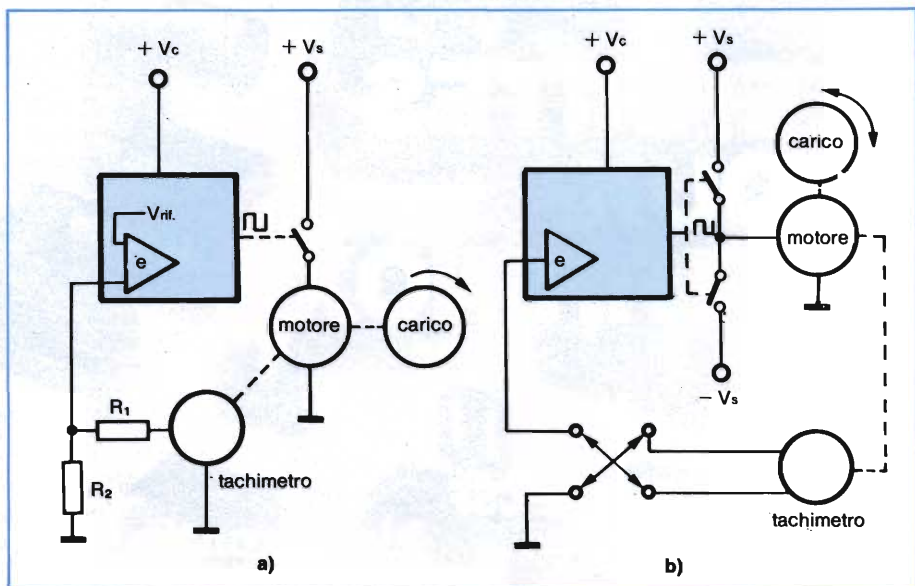 + Vc
+ Vs
Vrif.
e
motore
carico
R1
R2
tachimetro
a)
+ Vc
+ Vs
carico
e
motore
− Vs
tachimetro
b)